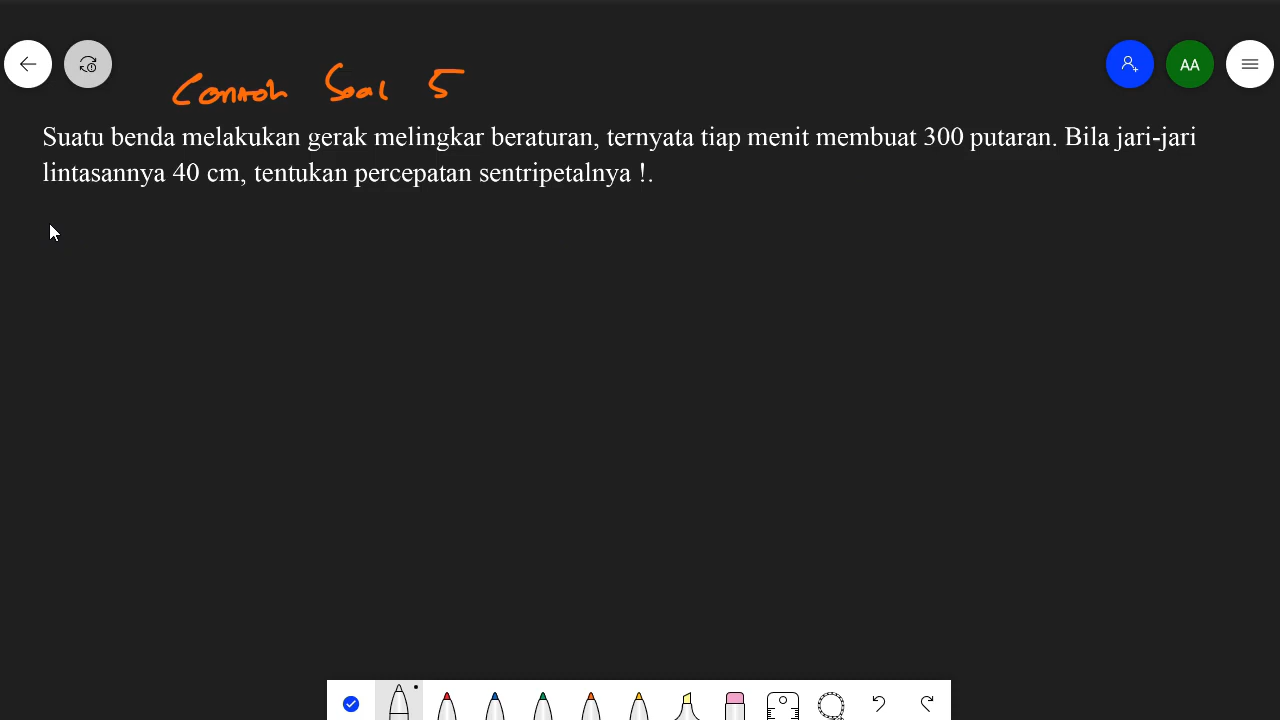 Contoh Soal 5
AA
Suatu benda melakukan gerak melingkar beraturan, ternyata tiap menit membuat 300 putaran. Bila jari-jari
lintasannya 40 cm, tentukan percepatan sentripetalnya !.